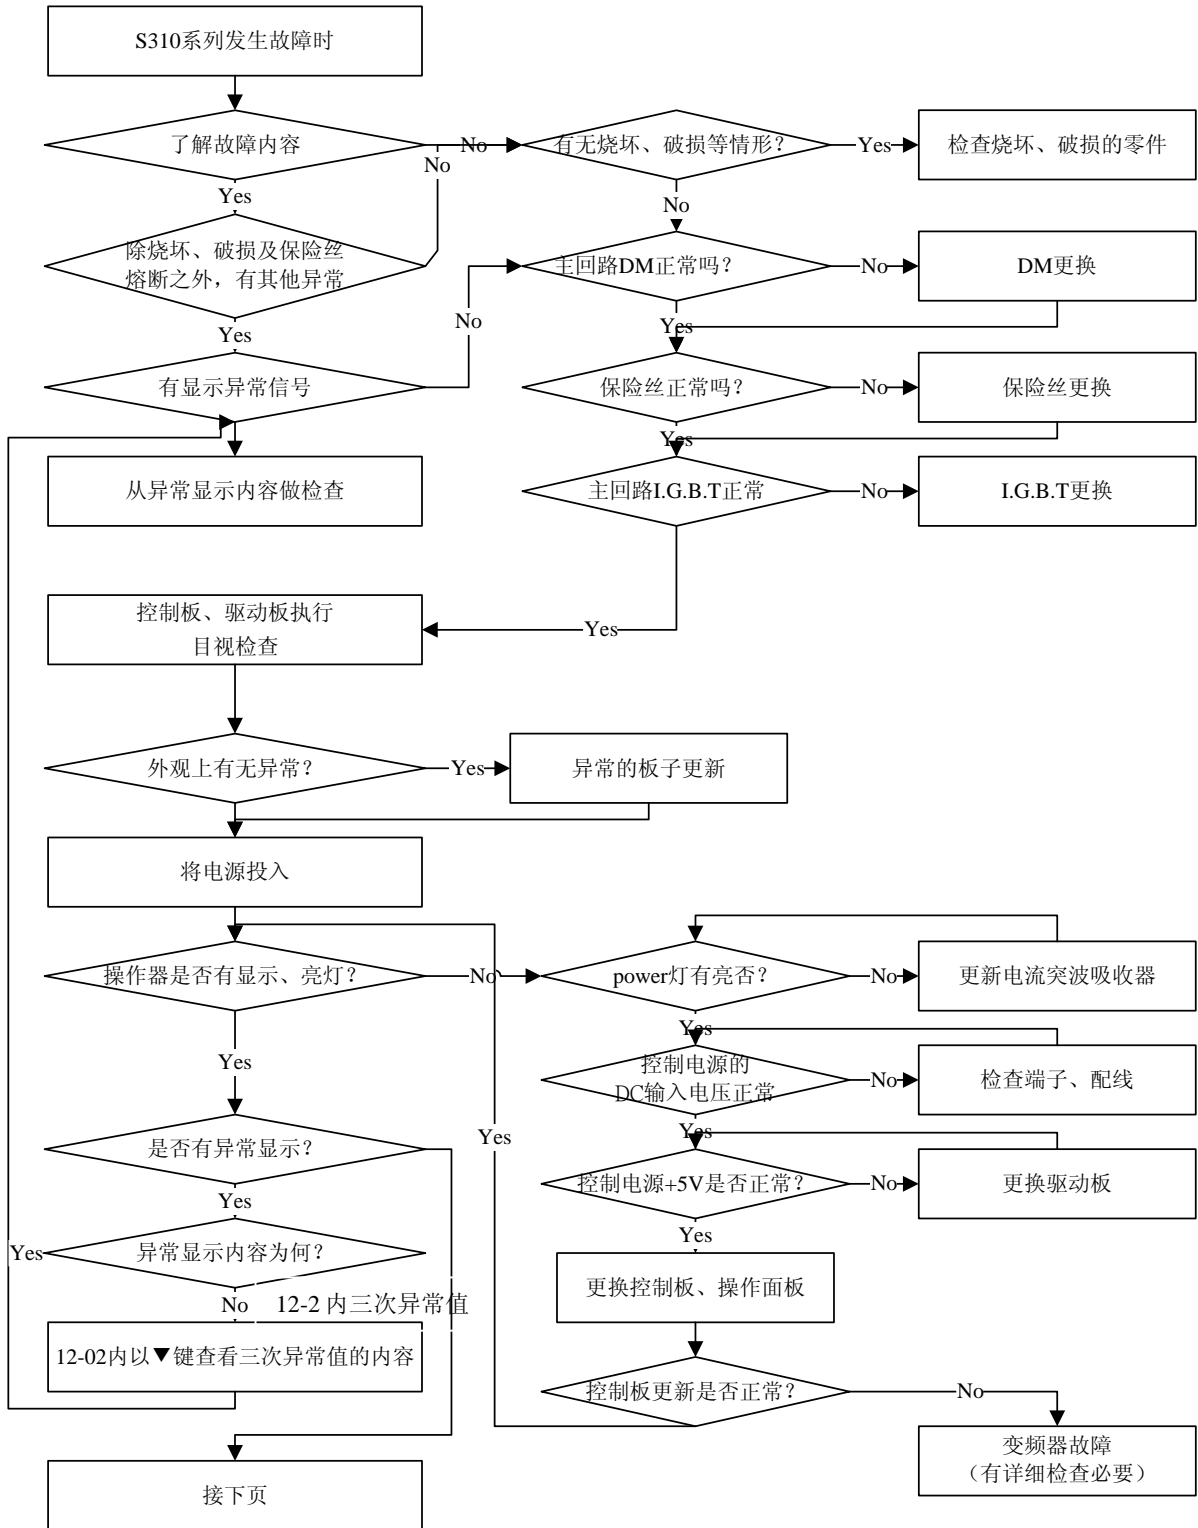 S310系列发生故障时
了解故障内容
No
No
有无烧坏、破损等情形？
Yes
检查烧坏、破损的零件
Yes
No
除烧坏、破损及保险丝
熔断之外，有其他异常
主回路DM正常吗？
No
DM更换
Yes
No
Yes
有显示异常信号
保险丝正常吗？
No
保险丝更换
Yes
从异常显示内容做检查
主回路I.G.B.T正常
No
I.G.B.T更换
控制板、驱动板执行
目视检查
Yes
外观上有无异常？
Yes
异常的板子更新
将电源投入
操作器是否有显示、亮灯？
No
power灯有亮否？
No
更新电流突波吸收器
Yes
Yes
控制电源的
DC输入电压正常
No
检查端子、配线
Yes
Yes
是否有异常显示？
控制电源+5V是否正常？
No
更换驱动板
Yes
Yes
Yes
异常显示内容为何？
更换控制板、操作面板
No
12-2 内三次异常值
12-02内以▼键查看三次异常值的内容
控制板更新是否正常？
No
变频器故障
（有详细检查必要）
接下页